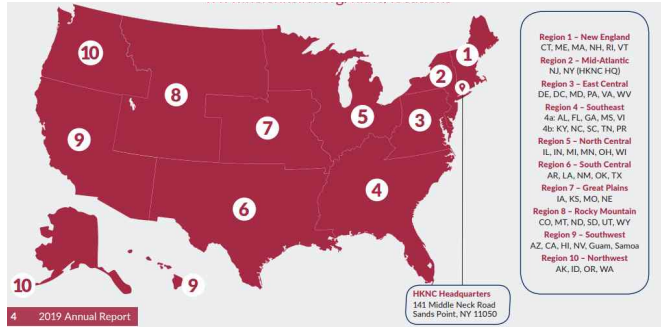 10
1
2
9
8
7
5
3
9
4
6
10
9
Region 1 – New England
CT, ME, MA, NH, RI, VT
Region 2 – Mid-Atlantic
NJ, NY (HKNC HQ)
Region 3 – East Central
DE, DC, MD, PA, VA, WV
Region 4 – Southeast
4a: AL, FL, GA, MS, VI
4b: KY, NC, SC, TN, PR
Region 5 – North Central
IL, IN, MI, MN, OH, WI
Region 6 – South Central
AR, LA, NM, OK, TX
Region 7 – Great Plains
IA, KS, MO, NE
Region 8 – Rocky Mountain
CO, MT, ND, SD, UT, WY
Region 9 – Southwest
AZ, CA, HI, NV, Guam, Samoa
Region 10 – Northwest
AK, ID, OR, WA
HKNC Headquarters
141 Middle Neck Road
Sands Point, NY 11050
4 2019 Annual Report